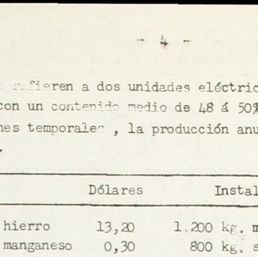 - 4 -
refieren a dos unidades eléctric
con un contenido medio de 48 á 50%
nes temporales , la producción anu
Dólares Instal
hierro 13,20 1.200 kg. m
manganeso 0,30 800 kg. s